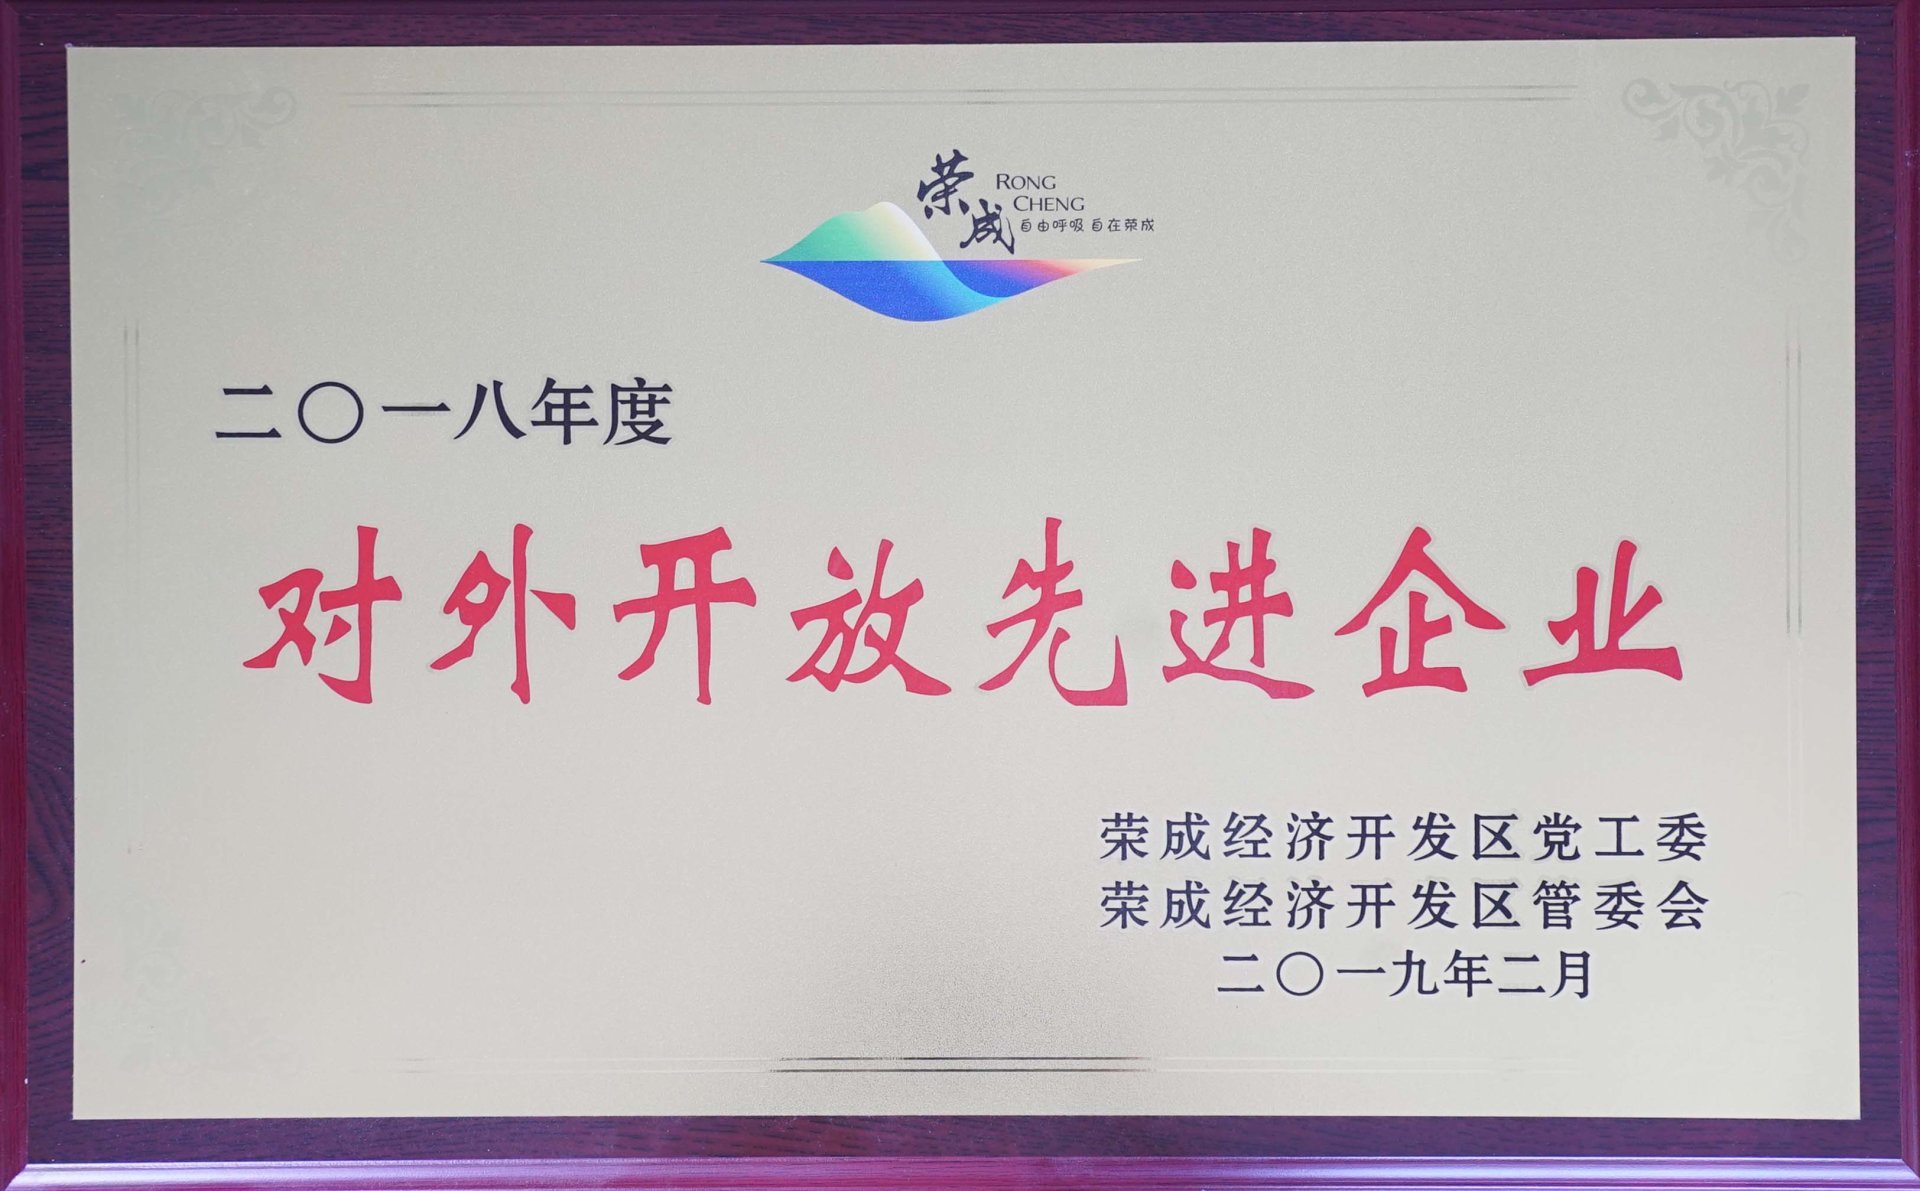 荣成
RONG
CHENG
自由呼吸 自在荣成
二〇一八年度
对外开放先进企业
荣成经济开发区党工委
荣成经济开发区管委会
二〇一九年二月